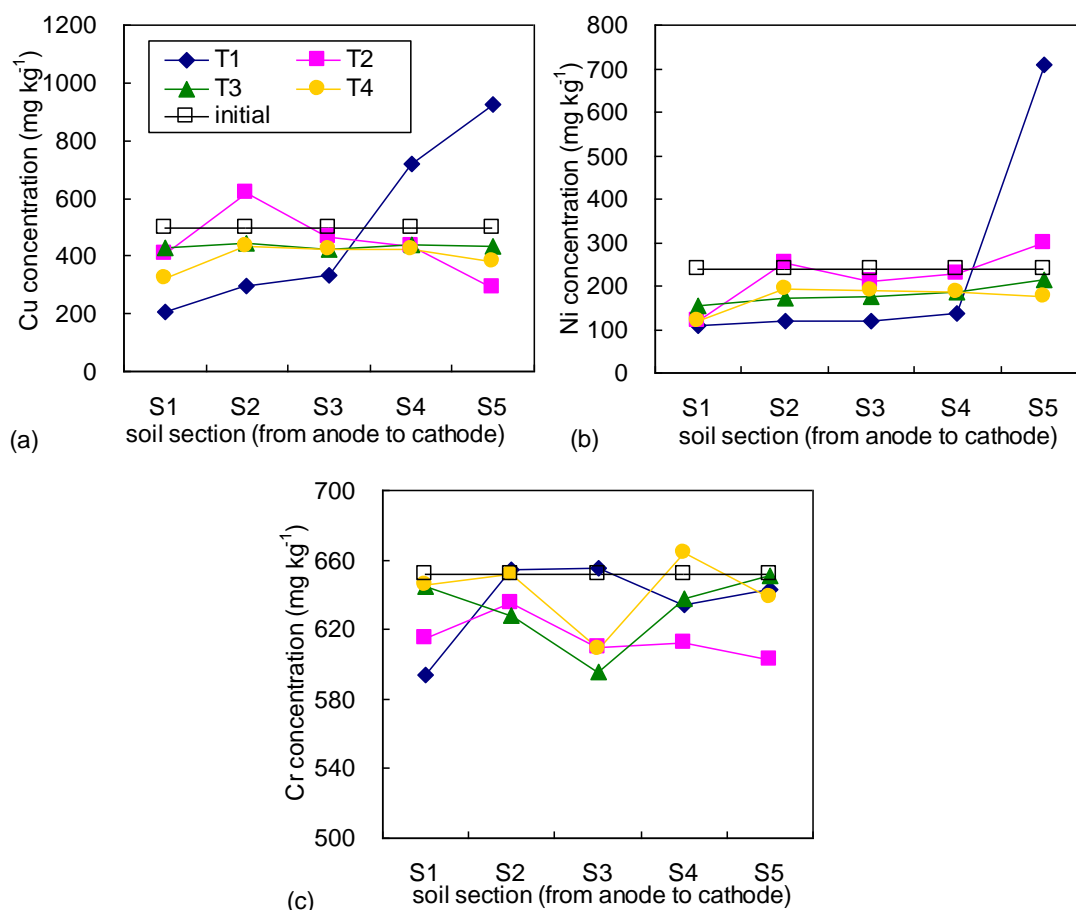 Cu concentration (mg kg-1)
1200
1000
800
600
400
200
0
T1 T2
T3 T4
initial
S1 S2 S3 S4 S5
soil section (from anode to cathode)
(a)
Ni concentration (mg kg-1)
800
700
600
500
400
300
200
100
0
S1 S2 S3 S4 S5
soil section (from anode to cathode)
(b)
Cr concentration (mg kg-1)
700
660
620
580
540
500
S1 S2 S3 S4 S5
soil section (from anode to cathode)
(c)